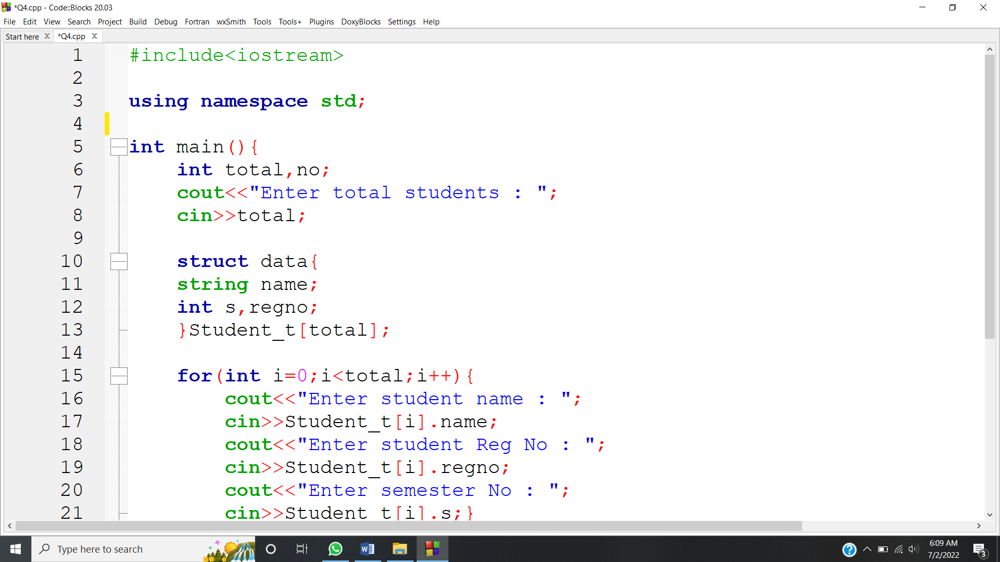 *Q4.cpp - Code::Blocks 20.03
File Edit View Search Project Build Debug Fortran wxSmith Tools Tools+ Plugins DoxyBlocks Settings Help
Start here X *Q4.cpp X
1 #include<iostream>
2
3 using namespace std;
4
5 int main(){
6 int total,no;
7 cout<<"Enter total students : ";
8 cin>>total;
9
10 struct data{
11 string name;
12 int s,regno;
13 }Student_t[total];
14
15 for(int i=0;i<total;i++){
16 cout<<"Enter student name : ";
17 cin>>Student_t[i].name;
18 cout<<"Enter student Reg No : ";
19 cin>>Student_t[i].regno;
20 cout<<"Enter semester No : ";
21 cin>>Student_t[i].s;}
Type here to search
6:09 AM
7/2/2022
3